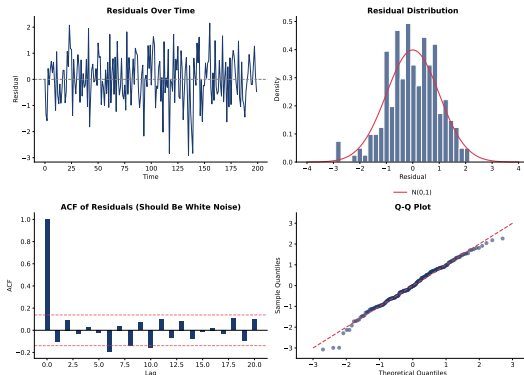 Residuals Over Time
2
1
0
−1
−2
−3
Residual
0 25 50 75 100 125 150 175 200
Time
Residual Distribution
0.5
0.4
0.3
0.2
0.1
0.0
Density
−4 −3 −2 −1 0 1 2 3 4
Residual
N(0,1)
ACF of Residuals (Should Be White Noise)
1.0
0.8
0.6
0.4
0.2
0.0
−0.2
ACF
0.0 2.5 5.0 7.5 10.0 12.5 15.0 17.5 20.0
Lag
Q-Q Plot
3
2
1
0
−1
−2
−3
Sample Quantiles
−3 −2 −1 0 1 2 3
Theoretical Quantiles